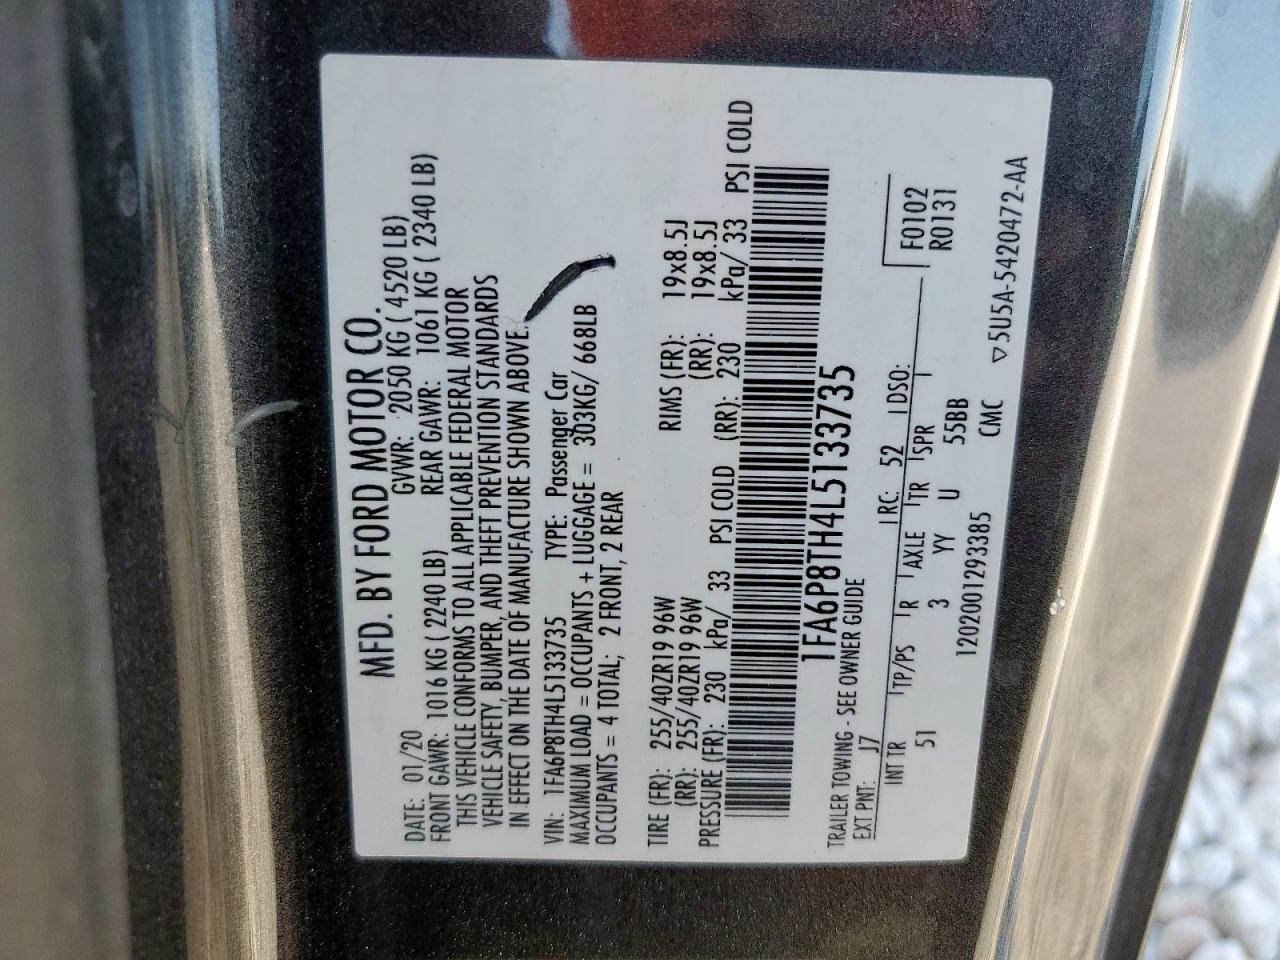 MFD. BY FORD MOTOR CO.
DATE: 01/20 GVWR: 2050 KG ( 4520 LB)
FRONT GAWR: 1016 KG ( 2240 LB) REAR GAWR: 1061 KG ( 2340 LB)
THIS VEHICLE CONFORMS TO ALL APPLICABLE FEDERAL MOTOR
VEHICLE SAFETY, BUMPER, AND THEFT PREVENTION STANDARDS
IN EFFECT ON THE DATE OF MANUFACTURE SHOWN ABOVE.
VIN: 1FA6P8TH4L5133735 TYPE: Passenger Car
MAXIMUM LOAD = OCCUPANTS + LUGGAGE = 303KG/ 668LB
OCCUPANTS = 4 TOTAL; 2 FRONT, 2 REAR
TIRE (FR): 255/40ZR19 96W RIMS (FR): 19x8.5J
(RR): 255/40ZR19 96W (RR): 19x8.5J
PRESSURE (FR): 230 kPa/ 33 PSI COLD (RR): 230 kPa/ 33 PSI COLD
1FA6P8TH4L5133735
TRAILER TOWING - SEE OWNER GUIDE
EXT PNT: J7 RC: 52 DSO: F0102
INT TR TP/PS R AXLE TR SPR R0131
51 3 YY U 55BB
1202001293385 CMC ▽5U5A-5420472-AA